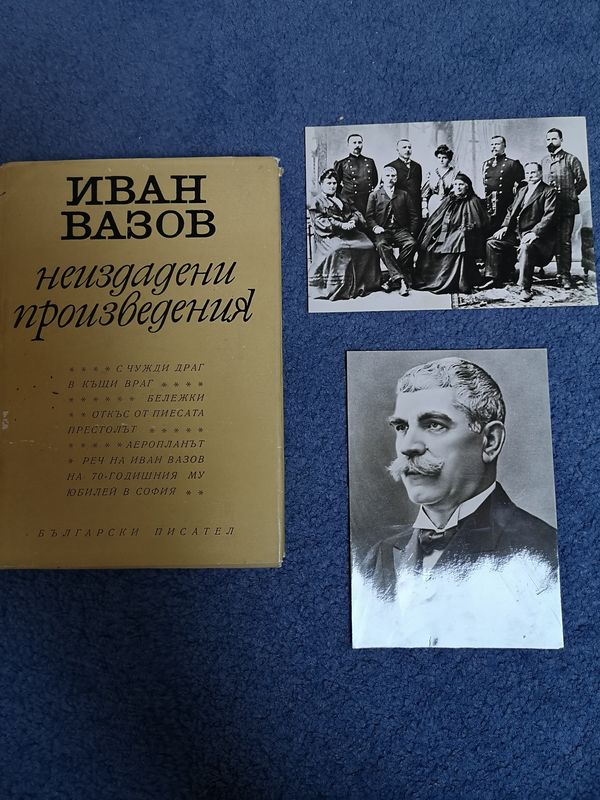 ИВАН
ВАЗОВ
неиздадени
произведения
* * * * С ЧУЖДИ ДРАГ
В КЪЩИ ВРАГ * * * *
* * * * * * БЕЛЕЖКИ
* * ОТКЪС ОТ ПИЕСАТА
ПРЕСТОЛЪТ * * * * *
* * * * * АЕРОПЛАНЪТ
* РЕЧ НА ИВАН ВАЗОВ
НА 70-ГОДИШНИЯ МУ
ЮБИЛЕЙ В СОФИЯ * *
БЪЛГАРСКИ ПИСАТЕЛ